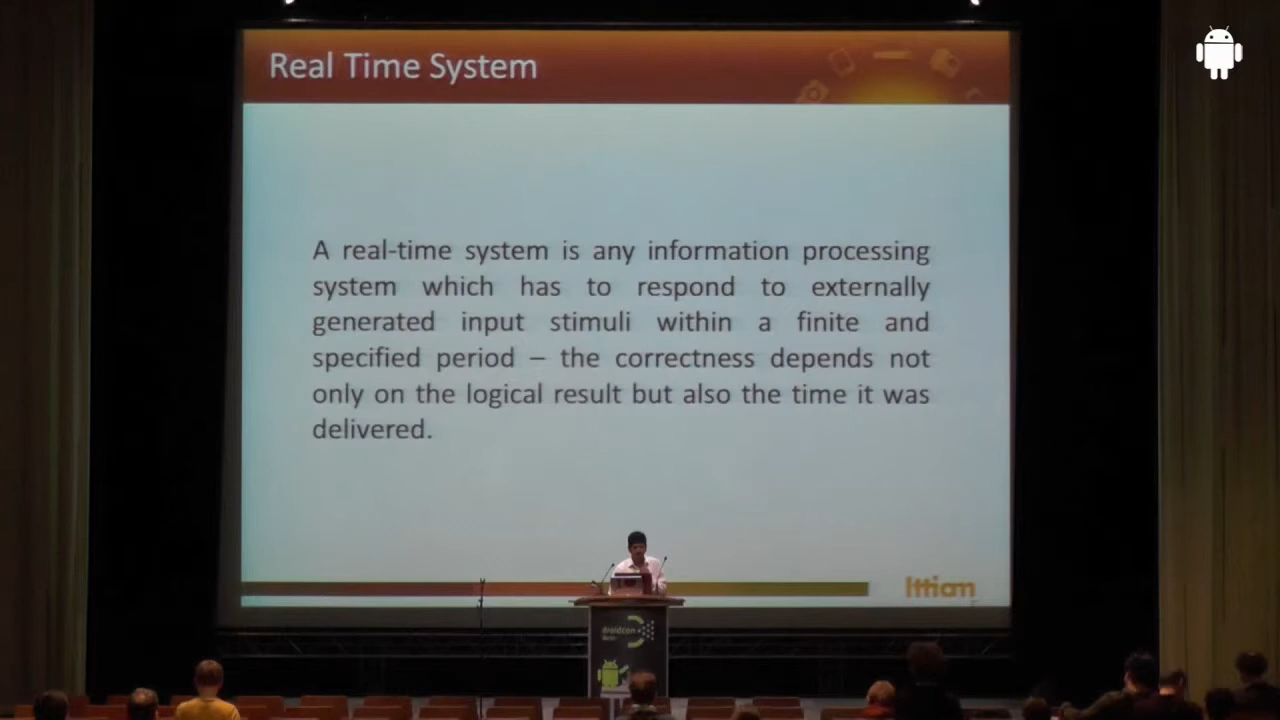 Real Time System
A real-time system is any information processing
system which has to respond to externally
generated input stimuli within a finite and
specified period – the correctness depends not
only on the logical result but also the time it was
delivered.
Ittiam
droidcon
Berlin